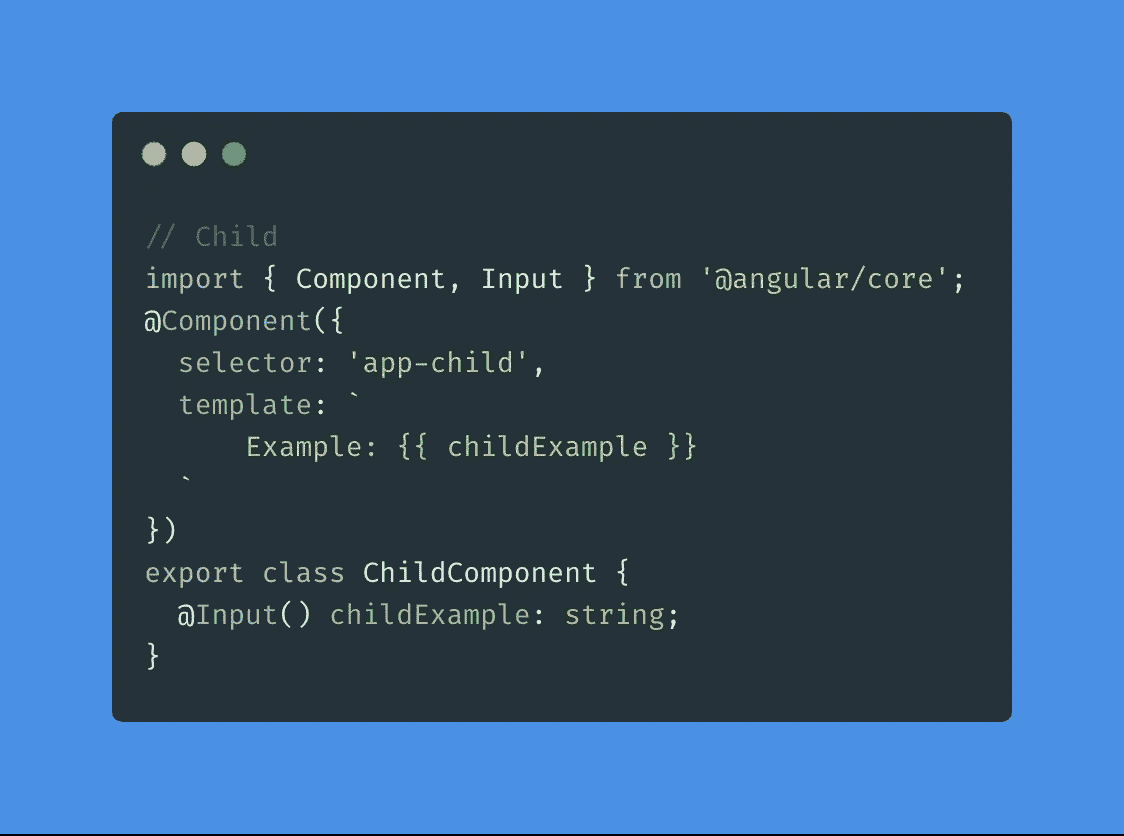 // Child
import { Component, Input } from '@angular/core';
@Component({
  selector: 'app-child',
  template: `
      Example: {{ childExample }}
  `
})
export class ChildComponent {
  @Input() childExample: string;
}